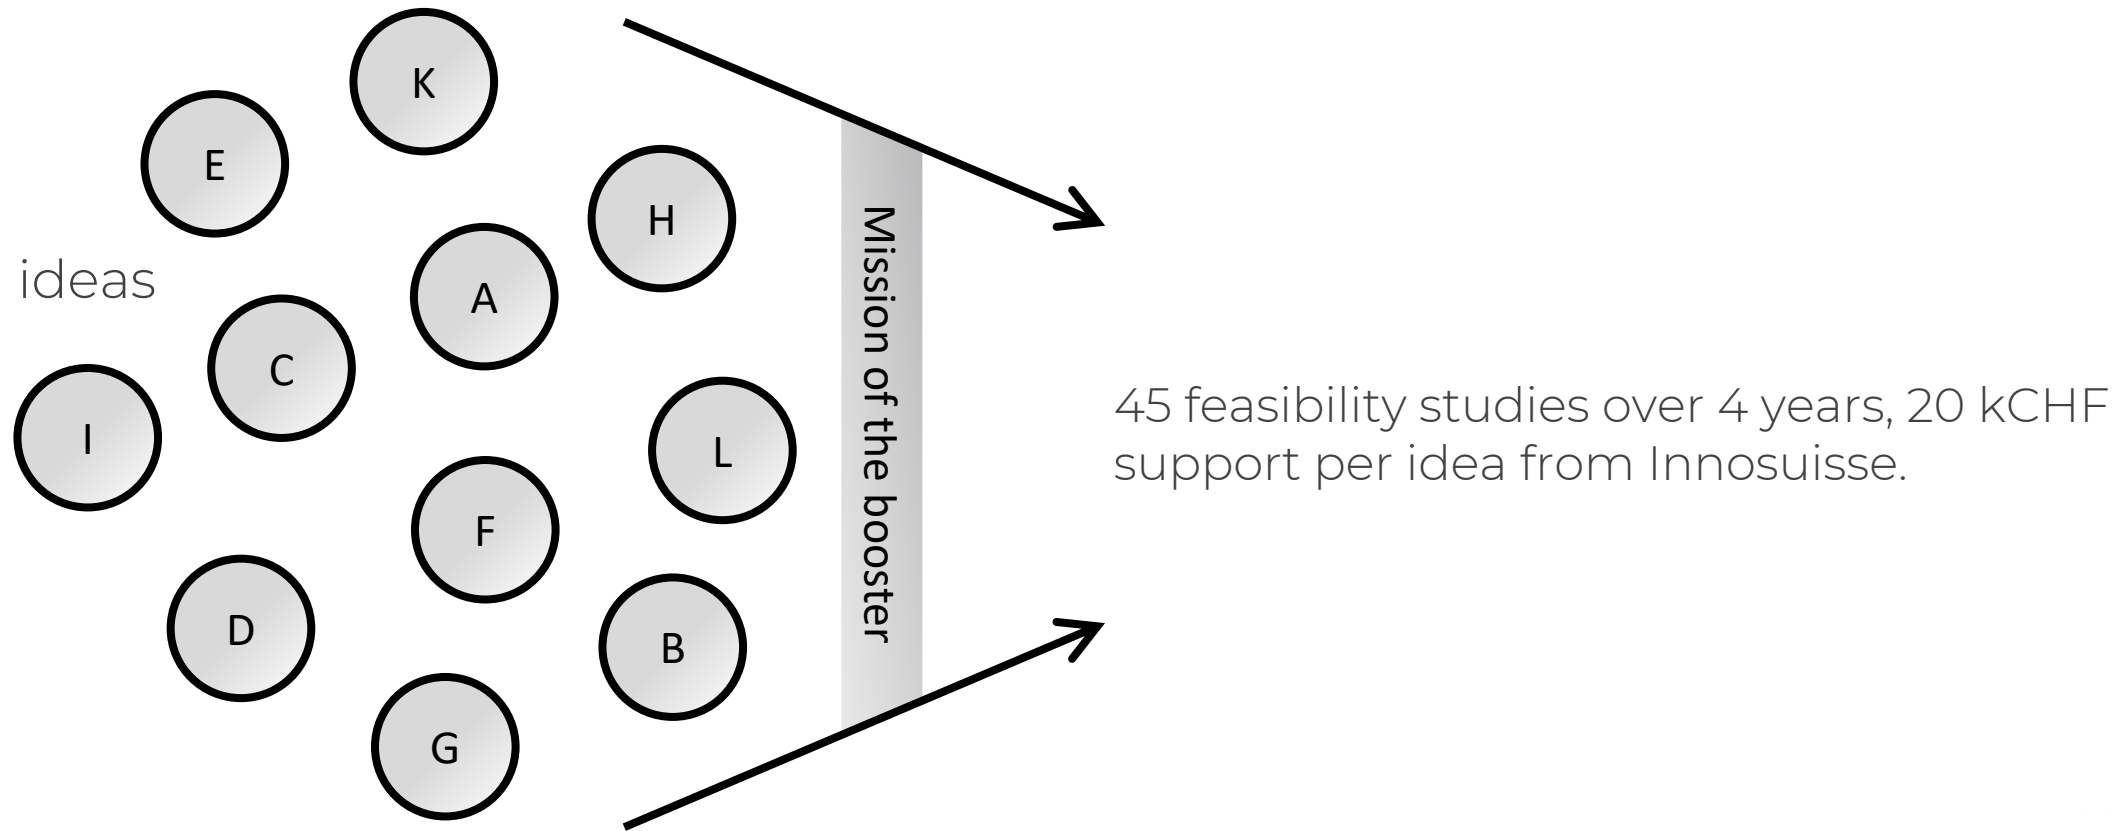 K
E
H
ideas
A
C
I
L
F
D
B
G
Mission of the booster
45 feasibility studies over 4 years, 20 kCHF
support per idea from Innosuisse.